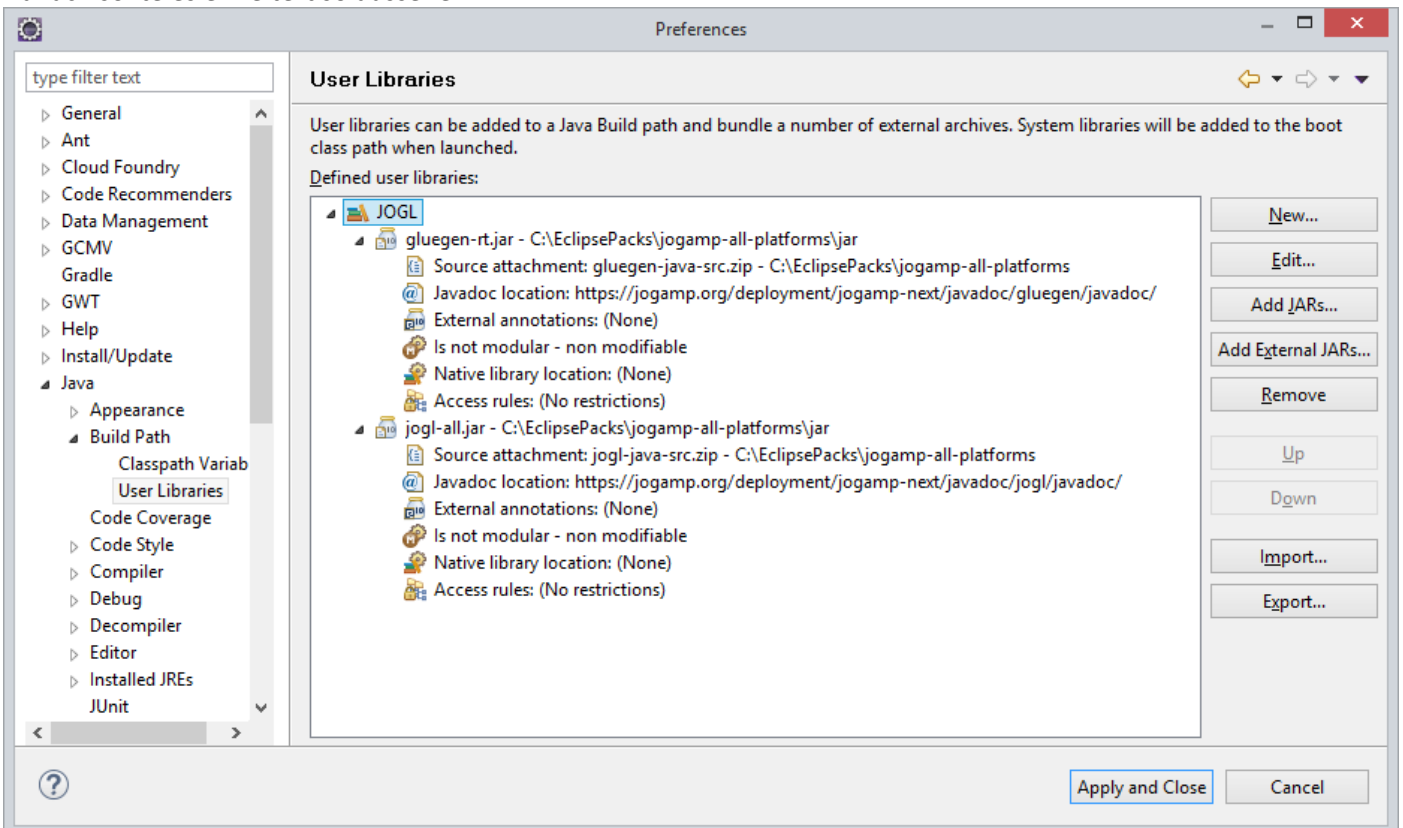 Preferences
type filter text
General
Ant
Cloud Foundry
Code Recommenders
Data Management
GCMV
Gradle
GWT
Help
Install/Update
Java
Appearance
Build Path
Classpath Variab
User Libraries
Code Coverage
Code Style
Compiler
Debug
Decompiler
Editor
Installed JREs
JUnit
User Libraries
User libraries can be added to a Java Build path and bundle a number of external archives. System libraries will be added to the boot
class path when launched.
Defined user libraries:
JOGL
gluegen-rt.jar - C:\EclipsePacks\jogamp-all-platforms\jar
Source attachment: gluegen-java-src.zip - C:\EclipsePacks\jogamp-all-platforms
Javadoc location: https://jogamp.org/deployment/jogamp-next/javadoc/gluegen/javadoc/
External annotations: (None)
Is not modular - non modifiable
Native library location: (None)
Access rules: (No restrictions)
jogl-all.jar - C:\EclipsePacks\jogamp-all-platforms\jar
Source attachment: jogl-java-src.zip - C:\EclipsePacks\jogamp-all-platforms
Javadoc location: https://jogamp.org/deployment/jogamp-next/javadoc/jogl/javadoc/
External annotations: (None)
Is not modular - non modifiable
Native library location: (None)
Access rules: (No restrictions)
New...
Edit...
Add JARs...
Add External JARs...
Remove
Up
Down
Import...
Export...
Apply and Close
Cancel